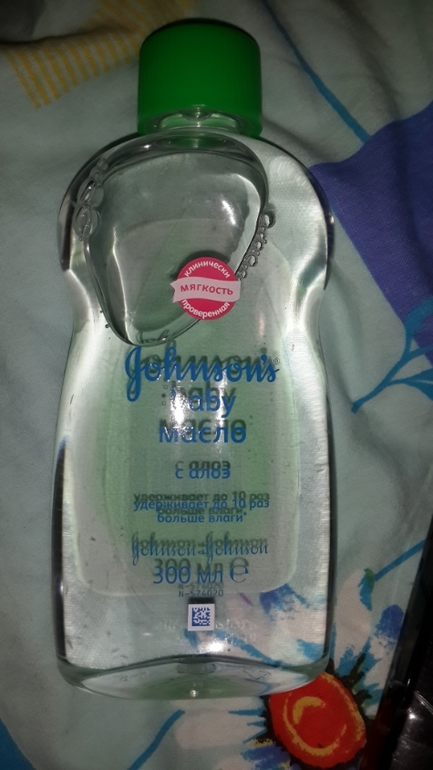 клинически
мягкость
проверенная
Johnson's®
baby
масло
с алоэ
удерживает до 10 раз
больше влаги*
Johnson & Johnson
300 мл ℮